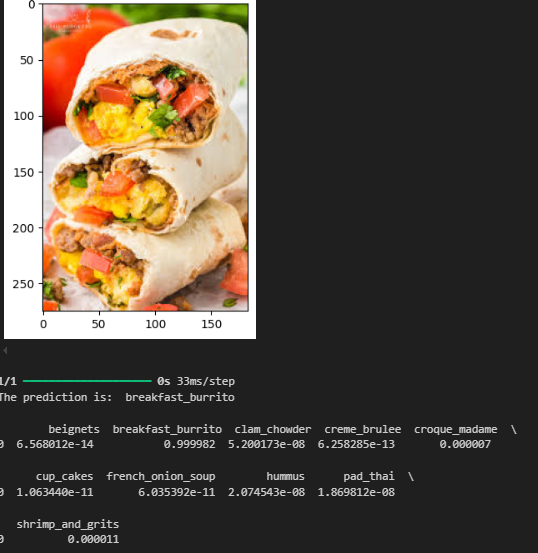 0
50
100
150
200
250
0 50 100 150
1/1 0s 33ms/step
The prediction is: breakfast_burrito
beignets breakfast_burrito clam_chowder creme_brulee croque_madame \
0 6.568012e-14 0.999982 5.200173e-08 6.258285e-13 0.000007
cup_cakes french_onion_soup hummus pad_thai \
0 1.063440e-11 6.035392e-11 2.074543e-08 1.869812e-08
shrimp_and_grits
0 0.000011